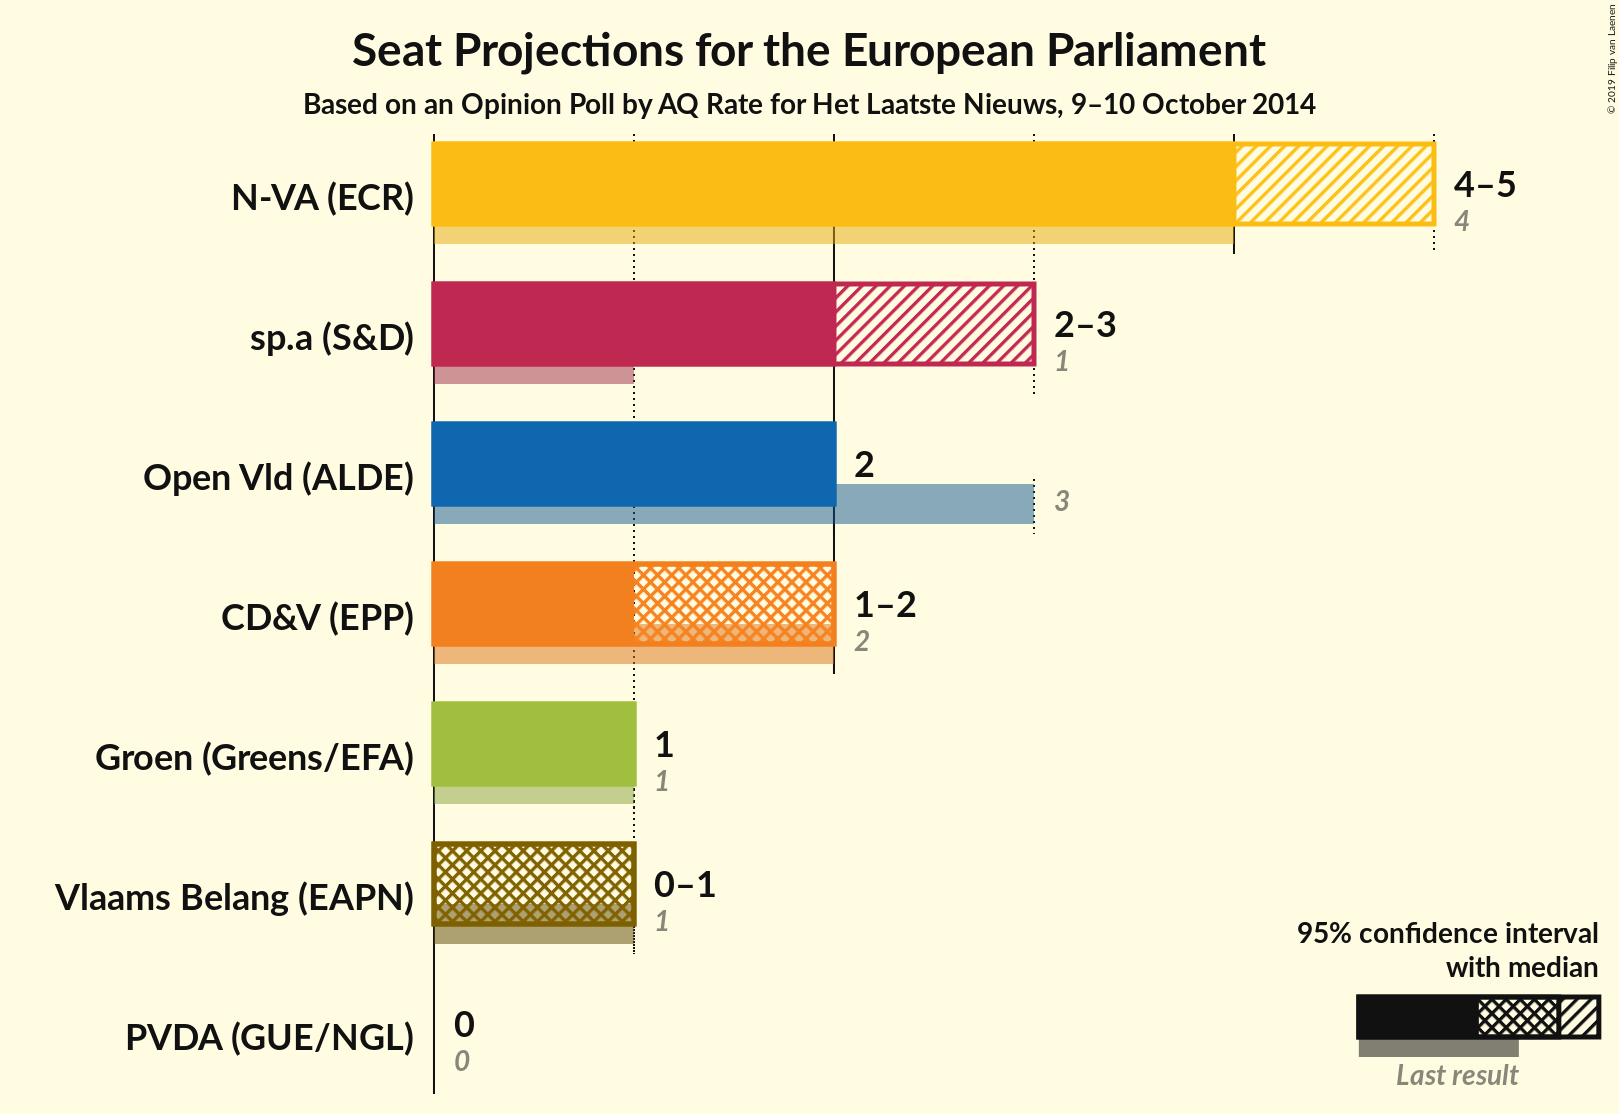 Seat Projections for the European Parliament
Based on an Opinion Poll by AQ Rate for Het Laatste Nieuws, 9–10 October 2014
© 2019 Filip van Laenen
N-VA (ECR)
4–5
4
sp.a (S&D)
2–3
1
Open Vld (ALDE)
2
3
CD&V (EPP)
1–2
2
Groen (Greens/EFA)
1
1
Vlaams Belang (EAPN)
0–1
1
PVDA (GUE/NGL)
0
0
95% confidence interval
with median
Last result